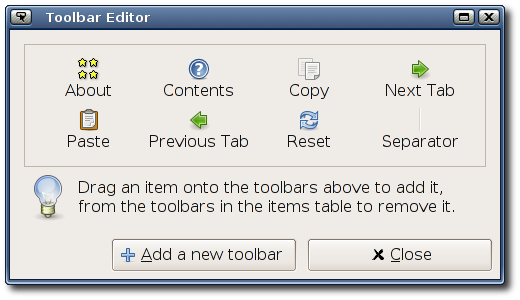 Toolbar Editor
About Contents Copy Next Tab
Paste Previous Tab Reset Separator
Drag an item onto the toolbars above to add it,
from the toolbars in the items table to remove it.
Add a new toolbar Close